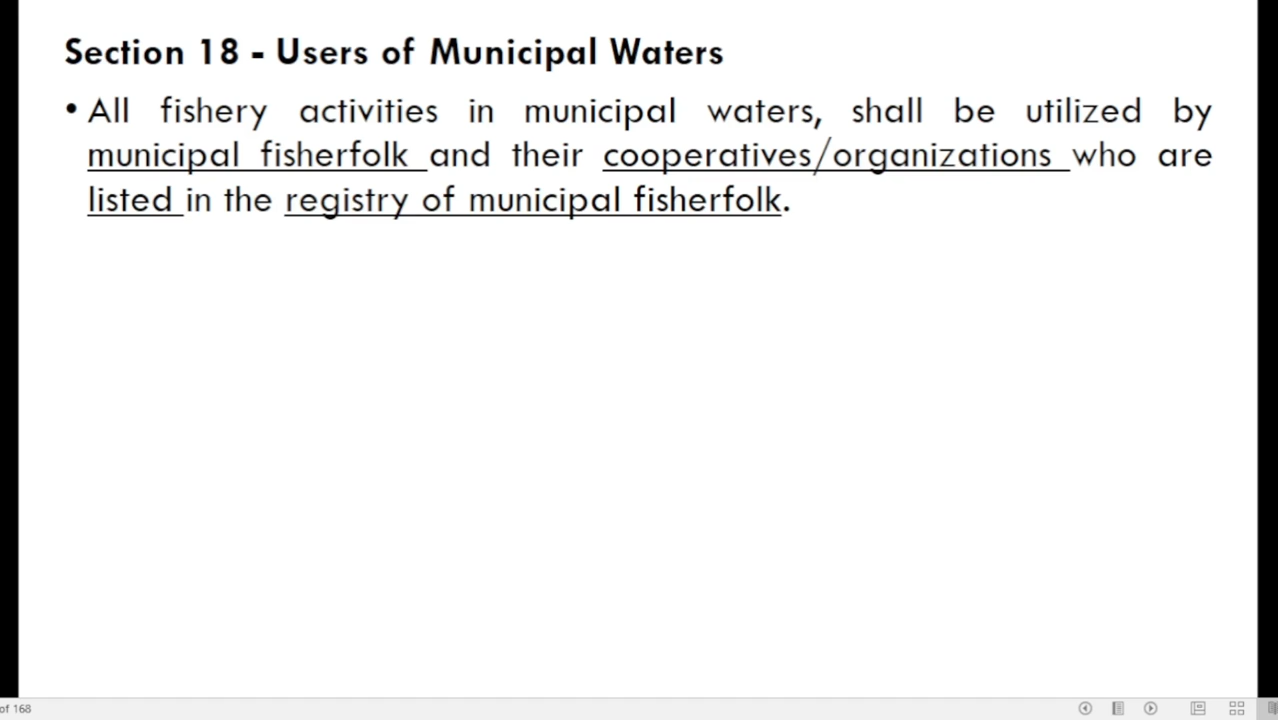 Section 18 - Users of Municipal Waters
• All fishery activities in municipal waters, shall be utilized by
municipal fisherfolk and their cooperatives/organizations who are
listed in the registry of municipal fisherfolk.
of 168